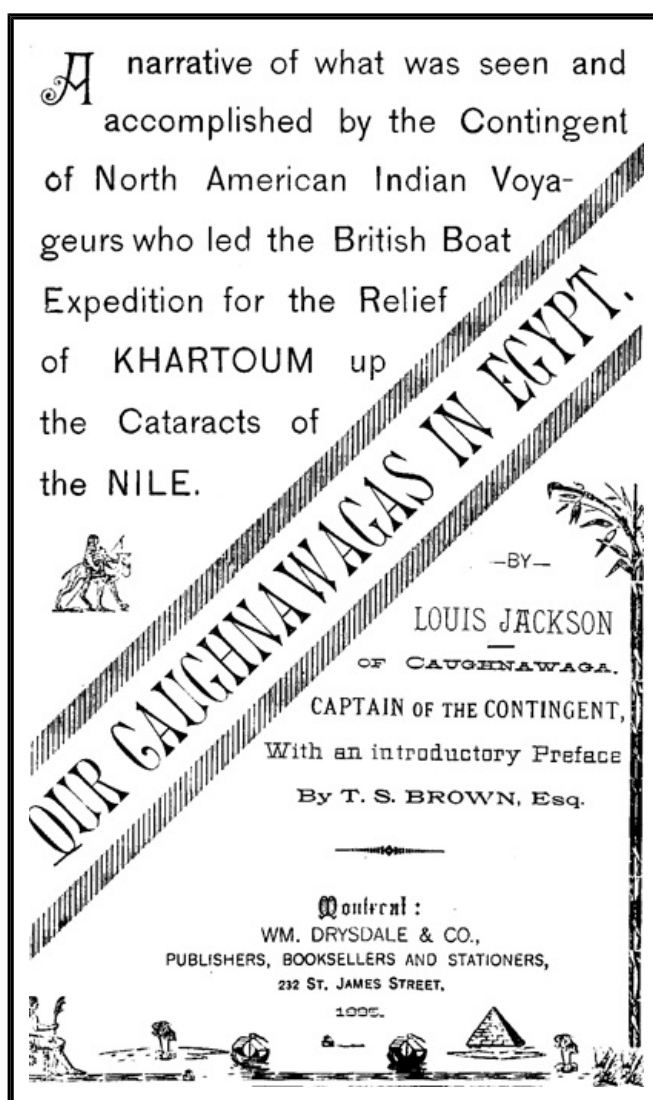 A narrative of what was seen and
accomplished by the Contingent
of North American Indian Voya-
geurs who led the British Boat
Expedition for the Relief
of KHARTOUM up
the Cataracts of
the NILE.
OUR CAUGHNAWAGAS IN EGYPT.
—BY—
LOUIS JACKSON
OF CAUGHNAWAGA.
CAPTAIN OF THE CONTINGENT,
With an introductory Preface
By T. S. BROWN, Esq.
Montreal:
WM. DRYSDALE & CO.,
PUBLISHERS, BOOKSELLERS AND STATIONERS,
232 ST. JAMES STREET.
1885.